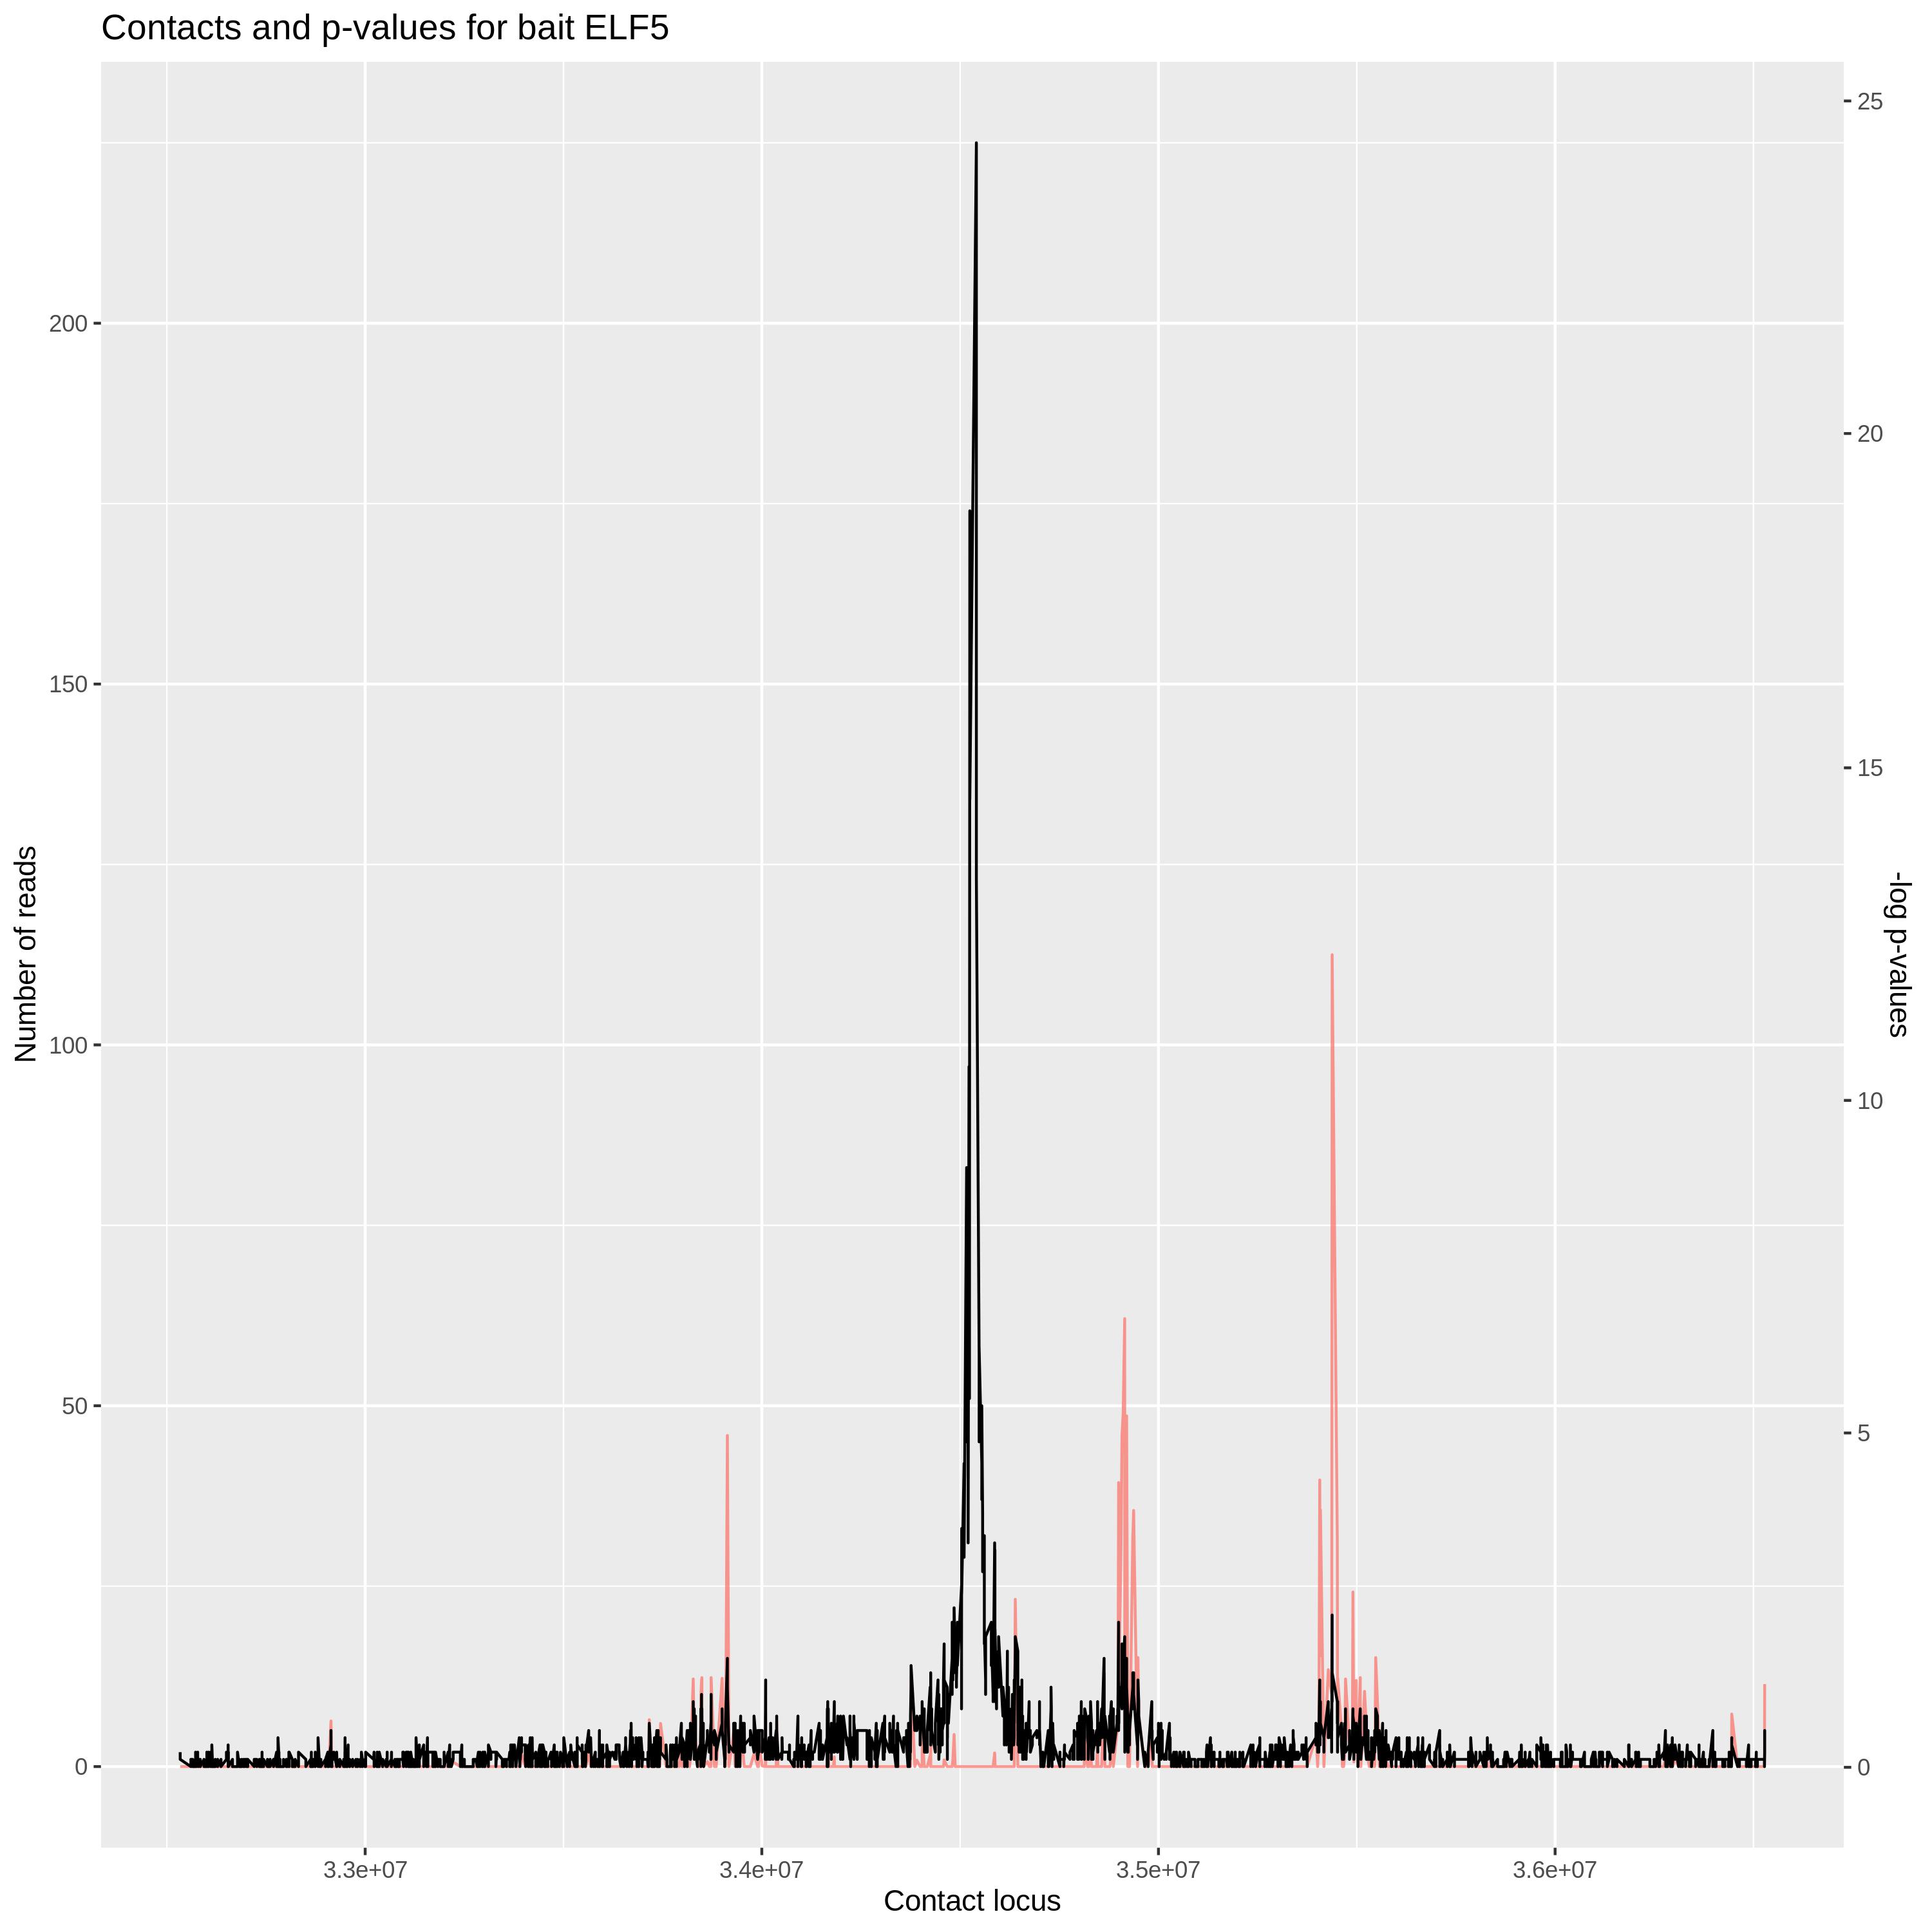 Contacts and p-values for bait ELF5
25
20
15
10
5
0
200
150
100
50
0
Number of reads
-log p-values
3.3e+07
3.4e+07
3.5e+07
3.6e+07
Contact locus